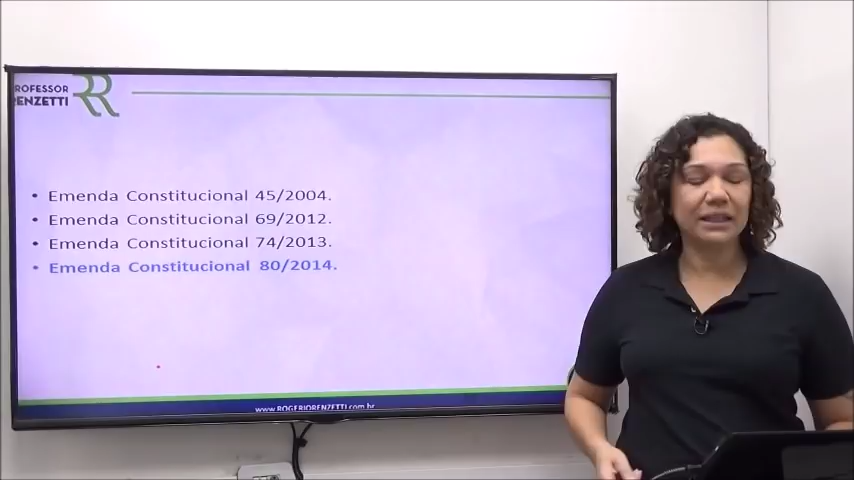 ROFESSOR
RENZETTI
• Emenda Constitucional 45/2004.
• Emenda Constitucional 69/2012.
• Emenda Constitucional 74/2013.
• Emenda Constitucional 80/2014.
www.ROGERIORENZETTI.com.br